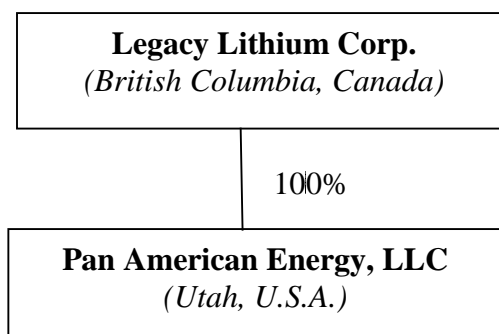 Legacy Lithium Corp.
(British Columbia, Canada)
100%
Pan American Energy, LLC
(Utah, U.S.A.)